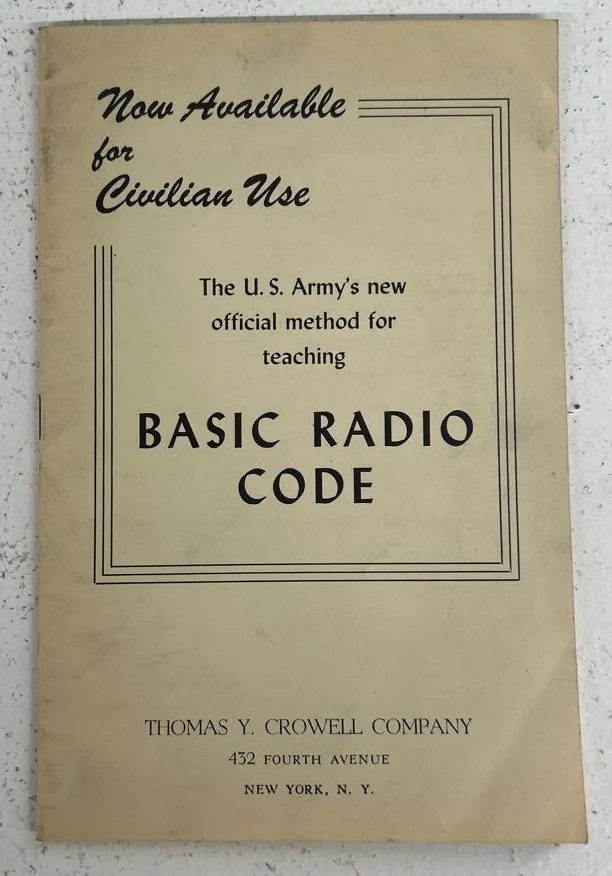 Now Available
for
Civilian Use
The U. S. Army's new
official method for
teaching
BASIC RADIO
CODE
THOMAS Y. CROWELL COMPANY
432 FOURTH AVENUE
NEW YORK, N. Y.